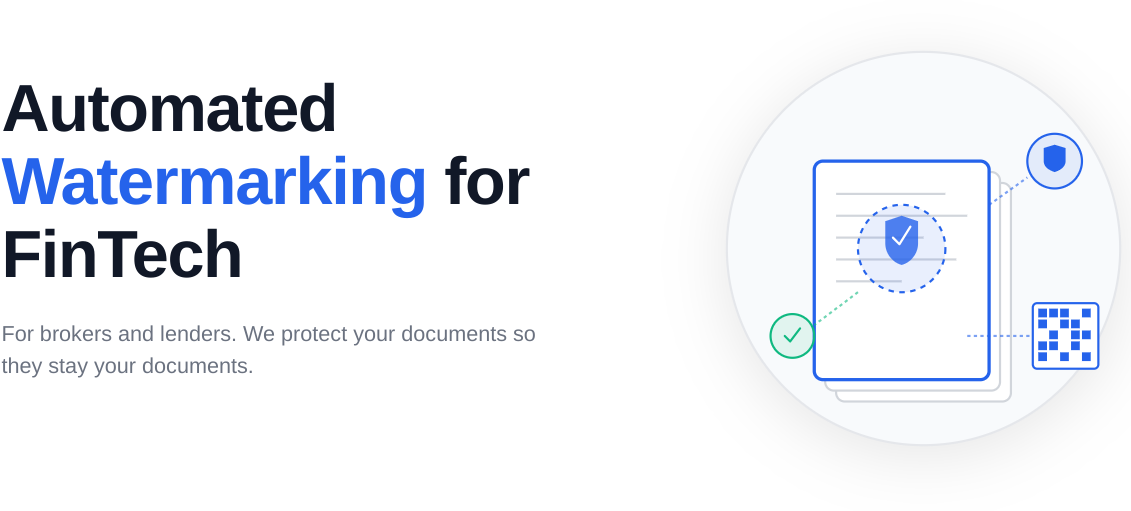 Automated
Watermarking for
FinTech
For brokers and lenders. We protect your documents so
they stay your documents.